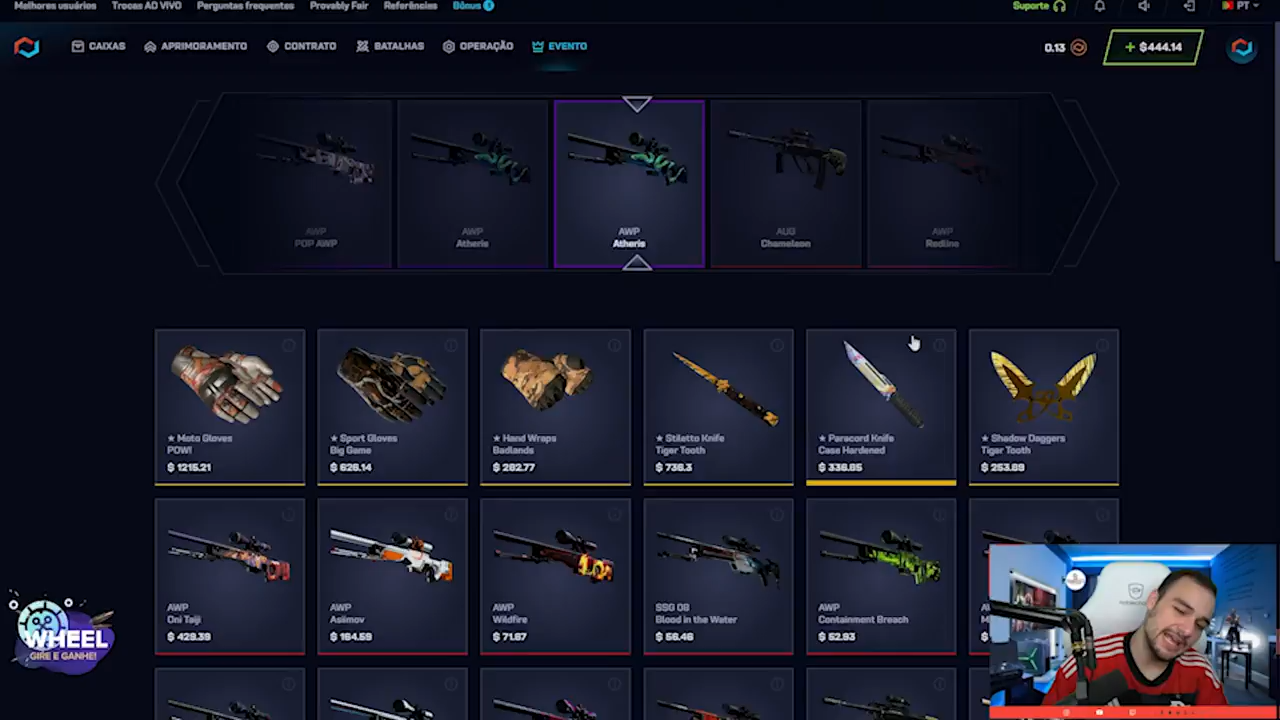 Melhores usuários Trocas AO VIVO Perguntas frequentes Provably Fair Referências Bônus Suporte PT
CAIXAS APRIMORAMENTO CONTRATO BATALHAS OPERAÇÃO EVENTO 0.13 + $444.14
AWP AWP AWP AUG AWP
POP AWP Atheris Atheris Chameleon Redline
★ Moto Gloves ★ Sport Gloves ★ Hand Wraps ★ Stiletto Knife ★ Paracord Knife ★ Shadow Daggers
POW! Big Game Badlands Tiger Tooth Case Hardened Tiger Tooth
$ 1215.21 $ 626.14 $ 282.77 $ 736.3 $ 336.85 $ 253.69
AWP AWP AWP SSG 08 AWP
Oni Taiji Asiimov Wildfire Blood in the Water Containment Breach
$ 429.39 $ 164.59 $ 71.87 $ 56.46 $ 52.93
WHEEL
GIRE E GANHE!